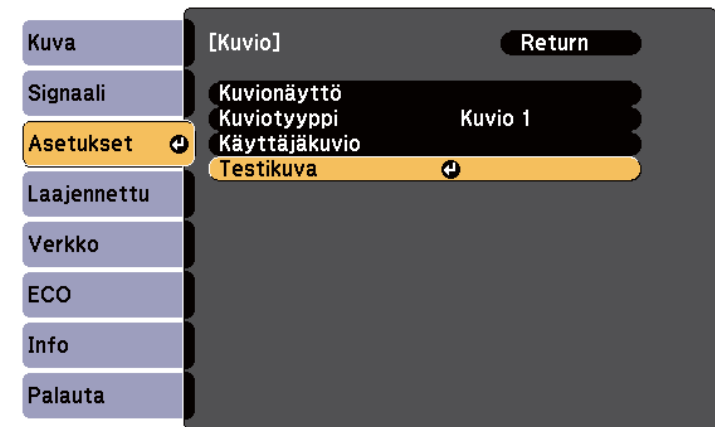 Kuva
Signaali
Asetukset
Laajennettu
Verkko
ECO
Info
Palauta
[Kuvio] Return
Kuvionäyttö
Kuviotyyppi Kuvio 1
Käyttäjäkuvio
Testikuva